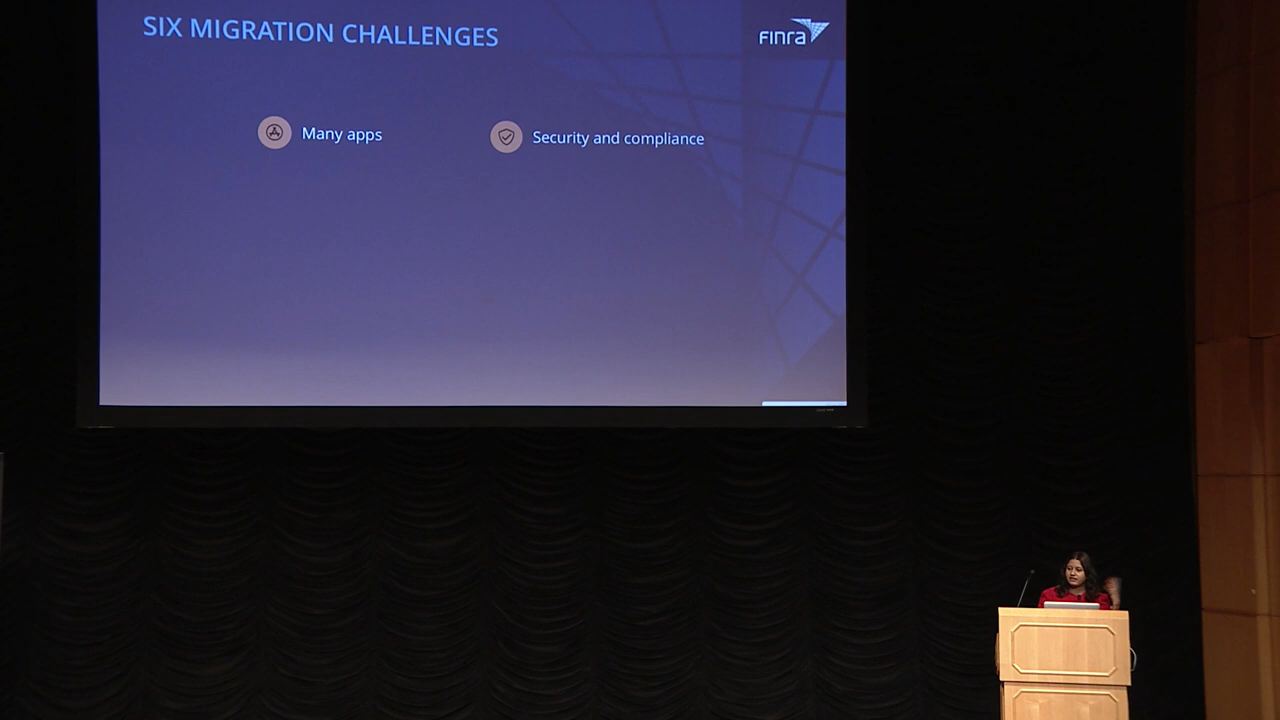 SIX MIGRATION CHALLENGES
FINRA
Many apps
Security and compliance